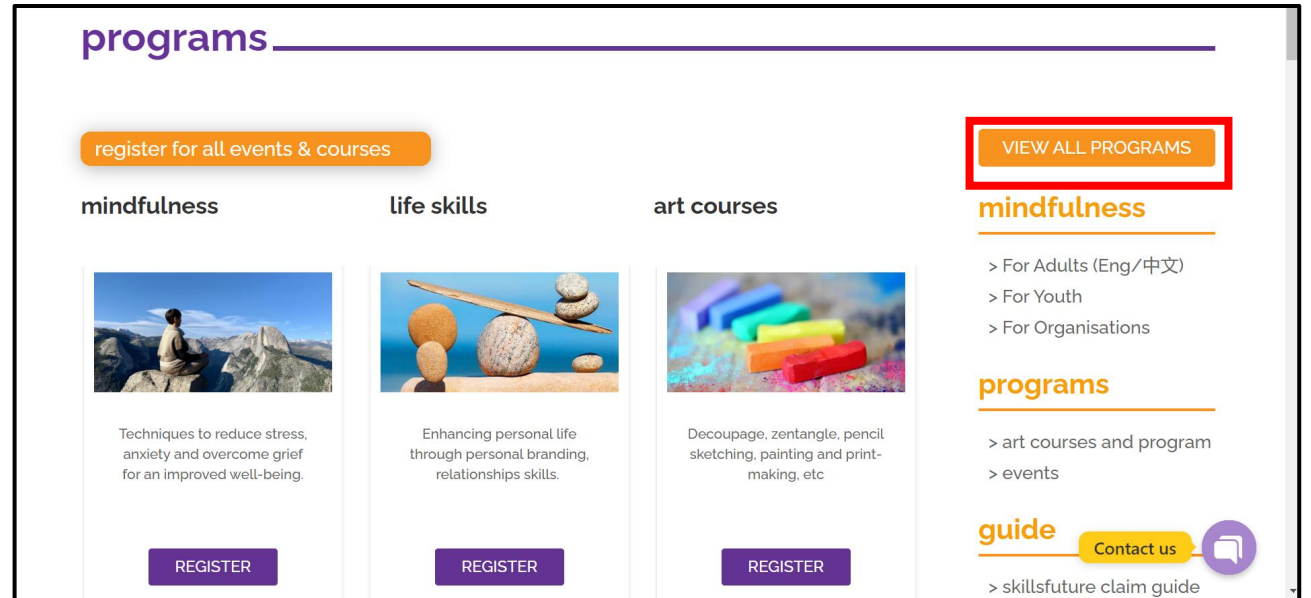 programs
register for all events & courses
VIEW ALL PROGRAMS
mindfulness
life skills
art courses
Techniques to reduce stress,
anxiety and overcome grief
for an improved well-being.
REGISTER
Enhancing personal life
through personal branding,
relationships skills.
REGISTER
Decoupage, zentangle, pencil
sketching, painting and print-
making, etc
REGISTER
mindfulness
> For Adults (Eng/中文)
> For Youth
> For Organisations
programs
> art courses and program
> events
guide
> skillsfuture claim guide
Contact us